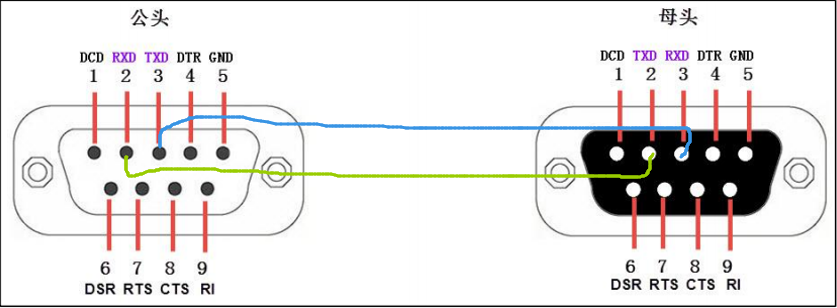 公头 母头
DCD RXD TXD DTR GND DCD TXD RXD DTR GND
1 2 3 4 5 1 2 3 4 5
6 7 8 9 6 7 8 9
DSR RTS CTS RI DSR RTS CTS RI